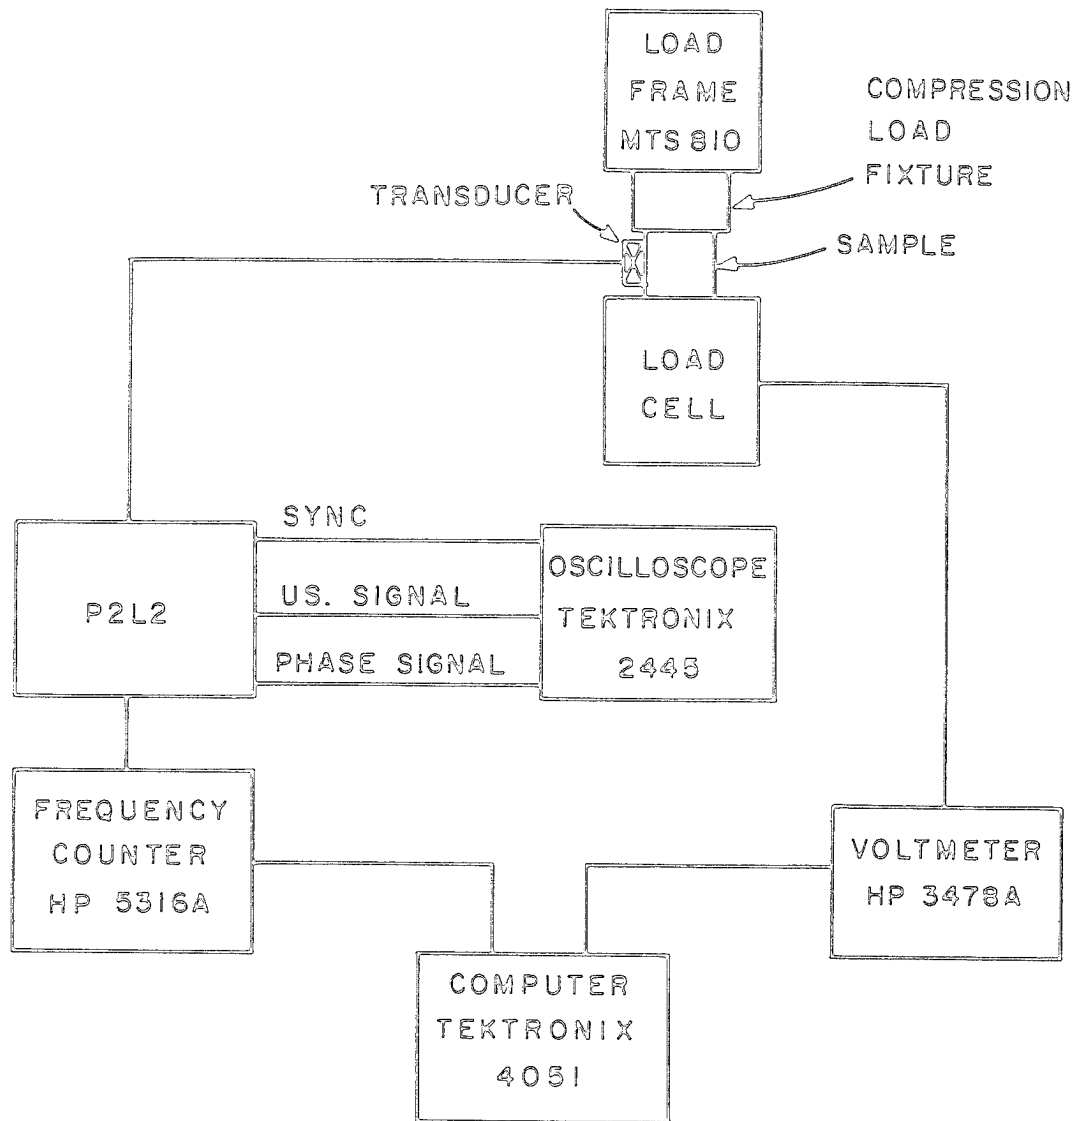 LOAD
FRAME
MTS 810
COMPRESSION
LOAD
FIXTURE
TRANSDUCER
SAMPLE
LOAD
CELL
SYNC
US. SIGNAL
PHASE SIGNAL
P2L2
OSCILLOSCOPE
TEKTRONIX
2445
FREQUENCY
COUNTER
HP 5316A
VOLTMETER
HP 3478A
COMPUTER
TEKTRONIX
4051